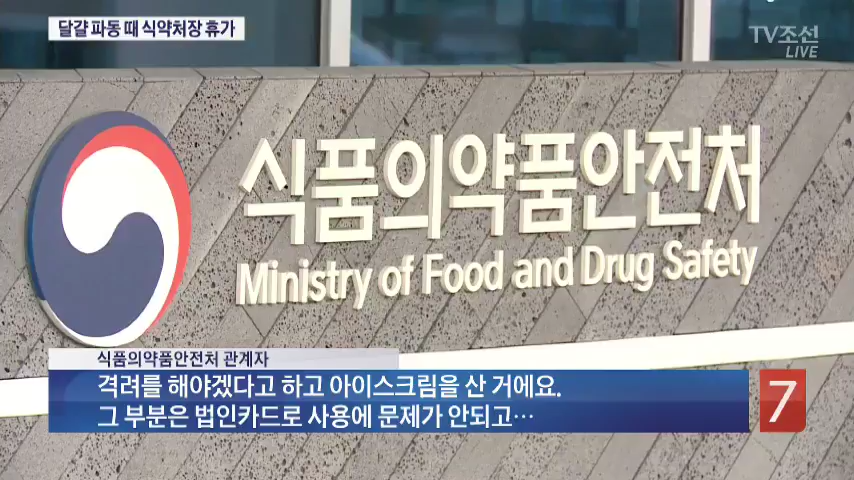 달걀 파동 때 식약처장 휴가
TV조선
LIVE
식품의약품안전처
Ministry of Food and Drug Safety
식품의약품안전처 관계자
격려를 해야겠다고 하고 아이스크림을 산 거에요.
그 부분은 법인카드로 사용에 문제가 안되고…
7